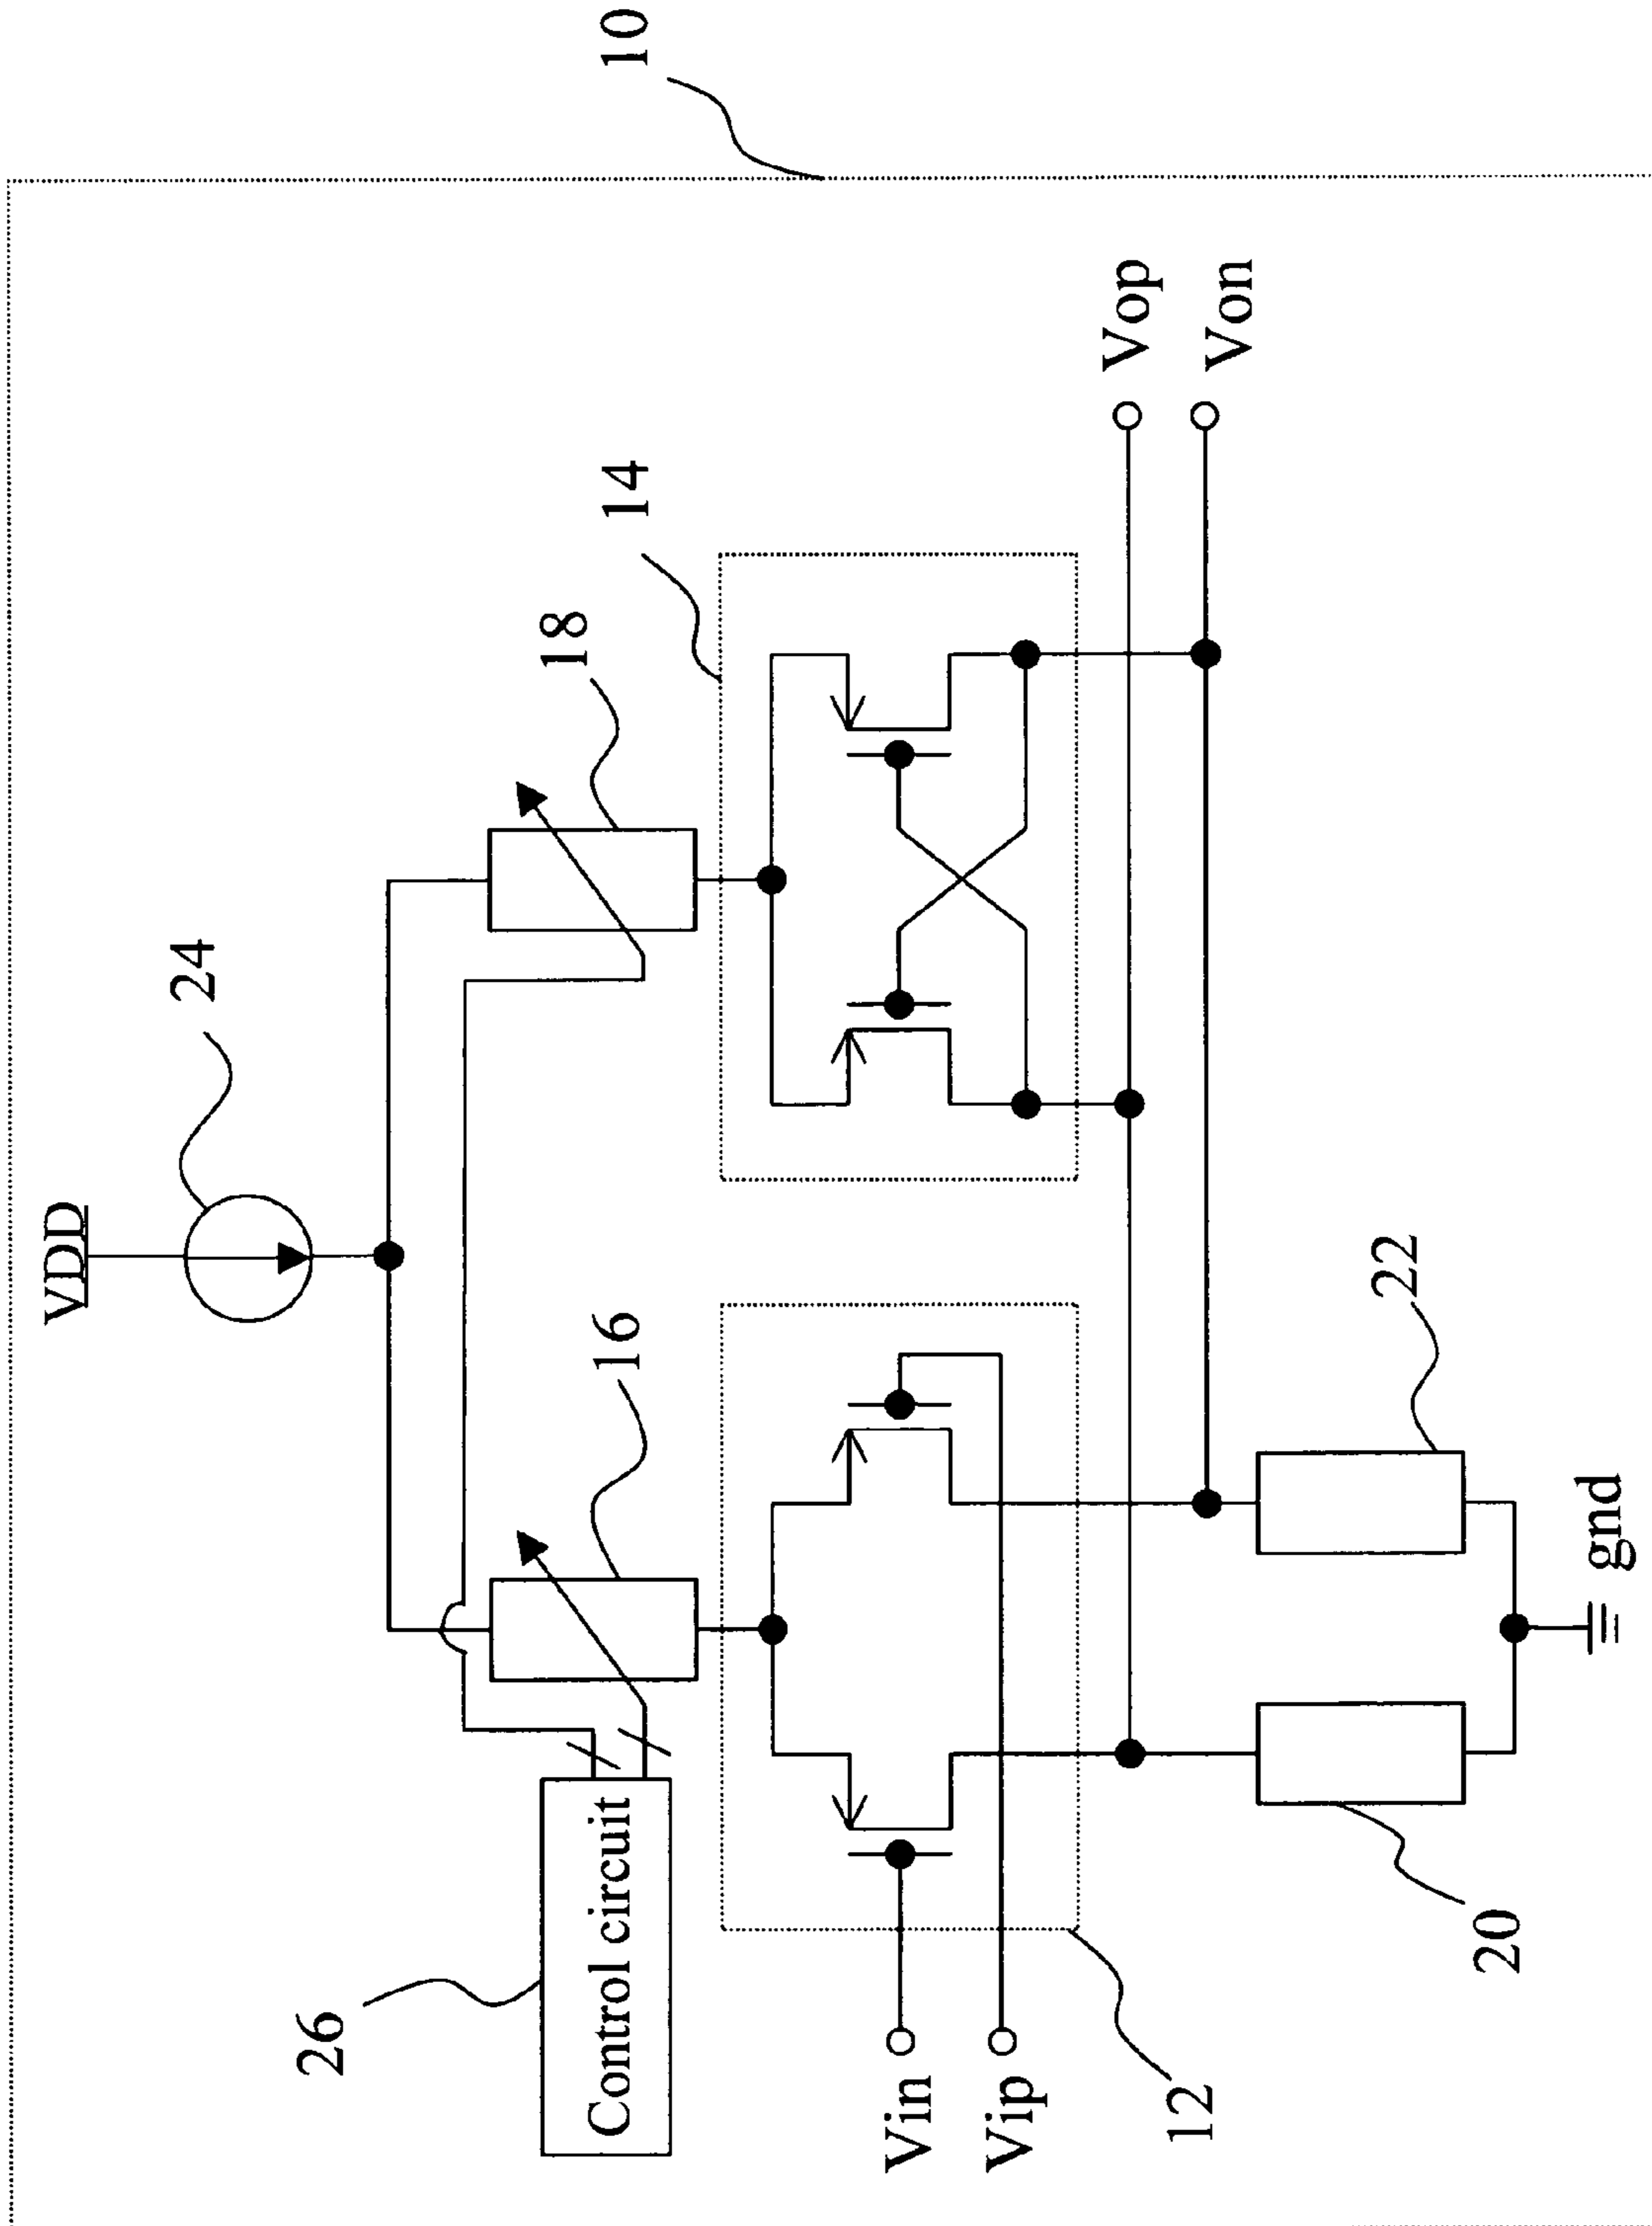 10
VDD
24
18
14
16
26
Control circuit
Vin
Vip
12
Vop
Von
22
20
gnd